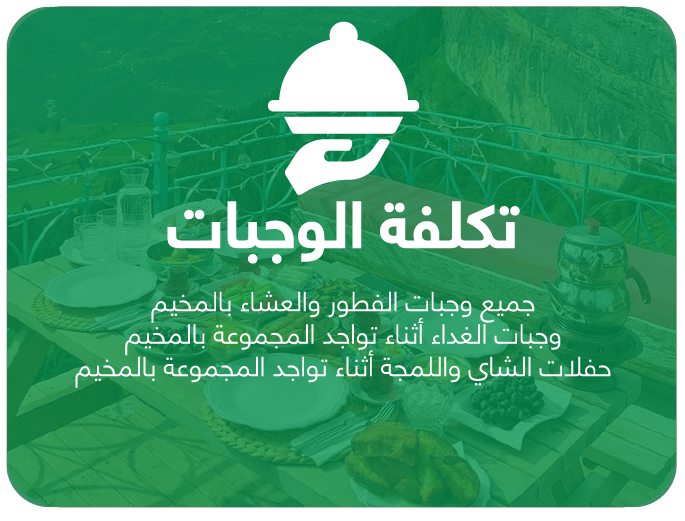 تكلفة الوجبات
جميع وجبات الفطور والعشاء بالمخيم
وجبات الغداء أثناء تواجد المجموعة بالمخيم
حفلات الشاي واللمجة أثناء تواجد المجموعة بالمخيم